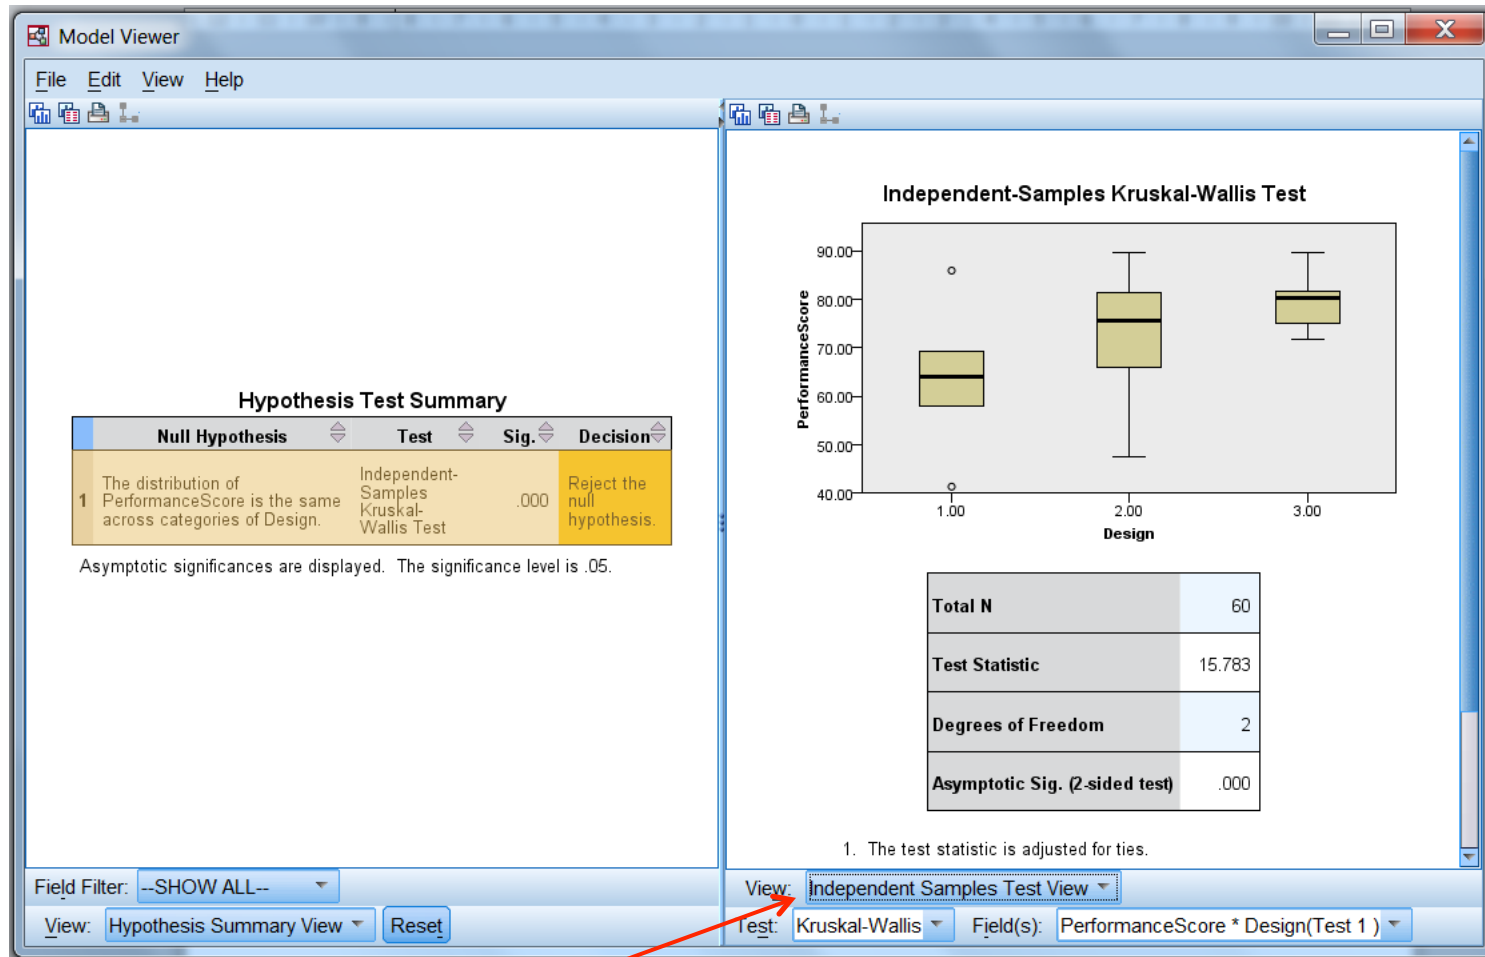 Model Viewer
File Edit View Help
Hypothesis Test Summary
Null Hypothesis Test Sig. Decision
1
The distribution of
PerformanceScore is the same
across categories of Design.
Independent-
Samples
Kruskal-
Wallis Test
.000
Reject the
null
hypothesis.
Asymptotic significances are displayed. The significance level is .05.
Field Filter: --SHOW ALL--
View: Hypothesis Summary View Reset
Independent-Samples Kruskal-Wallis Test
PerformanceScore
90.00
80.00
70.00
60.00
50.00
40.00
1.00 2.00 3.00
Design
Total N 60
Test Statistic 15.783
Degrees of Freedom 2
Asymptotic Sig. (2-sided test) .000
1. The test statistic is adjusted for ties.
View: Independent Samples Test View
Test: Kruskal-Wallis Field(s): PerformanceScore * Design(Test 1 )